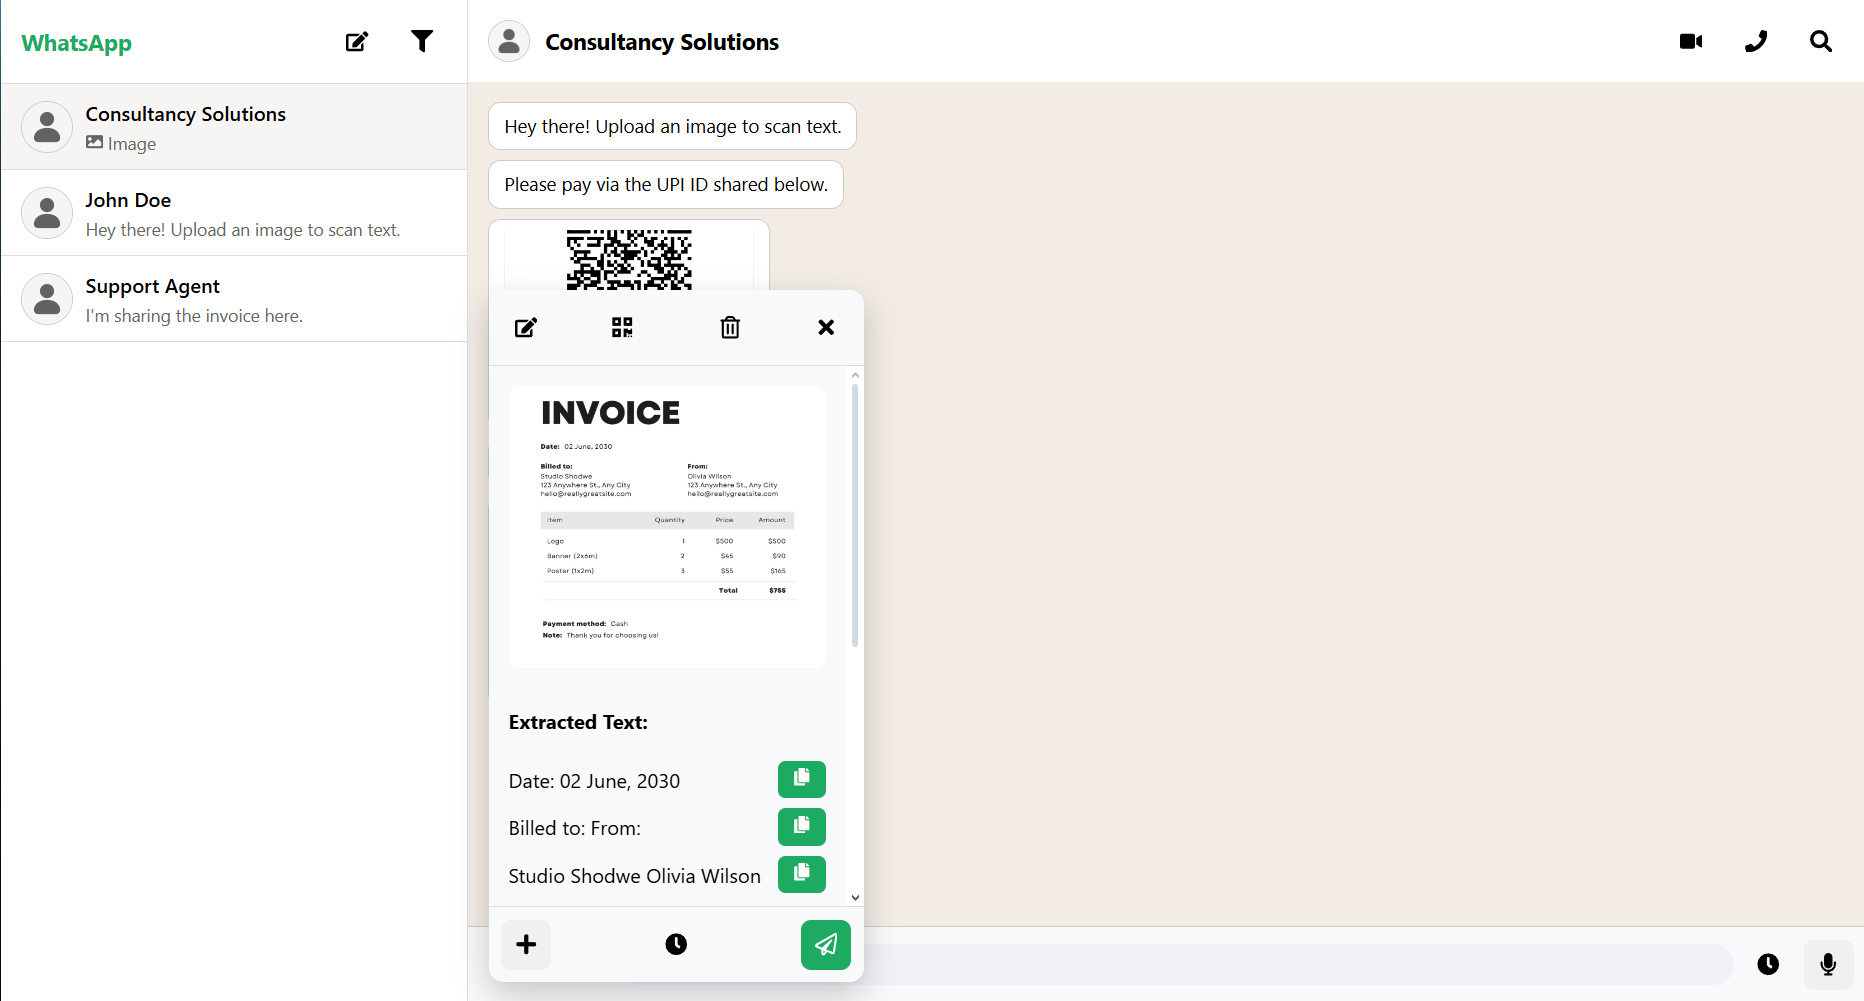 WhatsApp
Consultancy Solutions
Image
John Doe
Hey there! Upload an image to scan text.
Support Agent
I'm sharing the invoice here.
Consultancy Solutions
Hey there! Upload an image to scan text.
Please pay via the UPI ID shared below.
INVOICE
Date: 02 June, 2030
Billed to: From:
Studio Shodwe Olivia Wilson
123 Anywhere St., Any City 123 Anywhere St., Any City
hello@reallygreatsite.com hello@reallygreatsite.com
Item Quantity Price Amount
Logo 1 $500 $500
Banner (2x6m) 2 $45 $90
Poster (1x2m) 3 $55 $165
Total $755
Payment method: Cash
Note: Thank you for choosing us!
Extracted Text:
Date: 02 June, 2030
Billed to: From:
Studio Shodwe Olivia Wilson